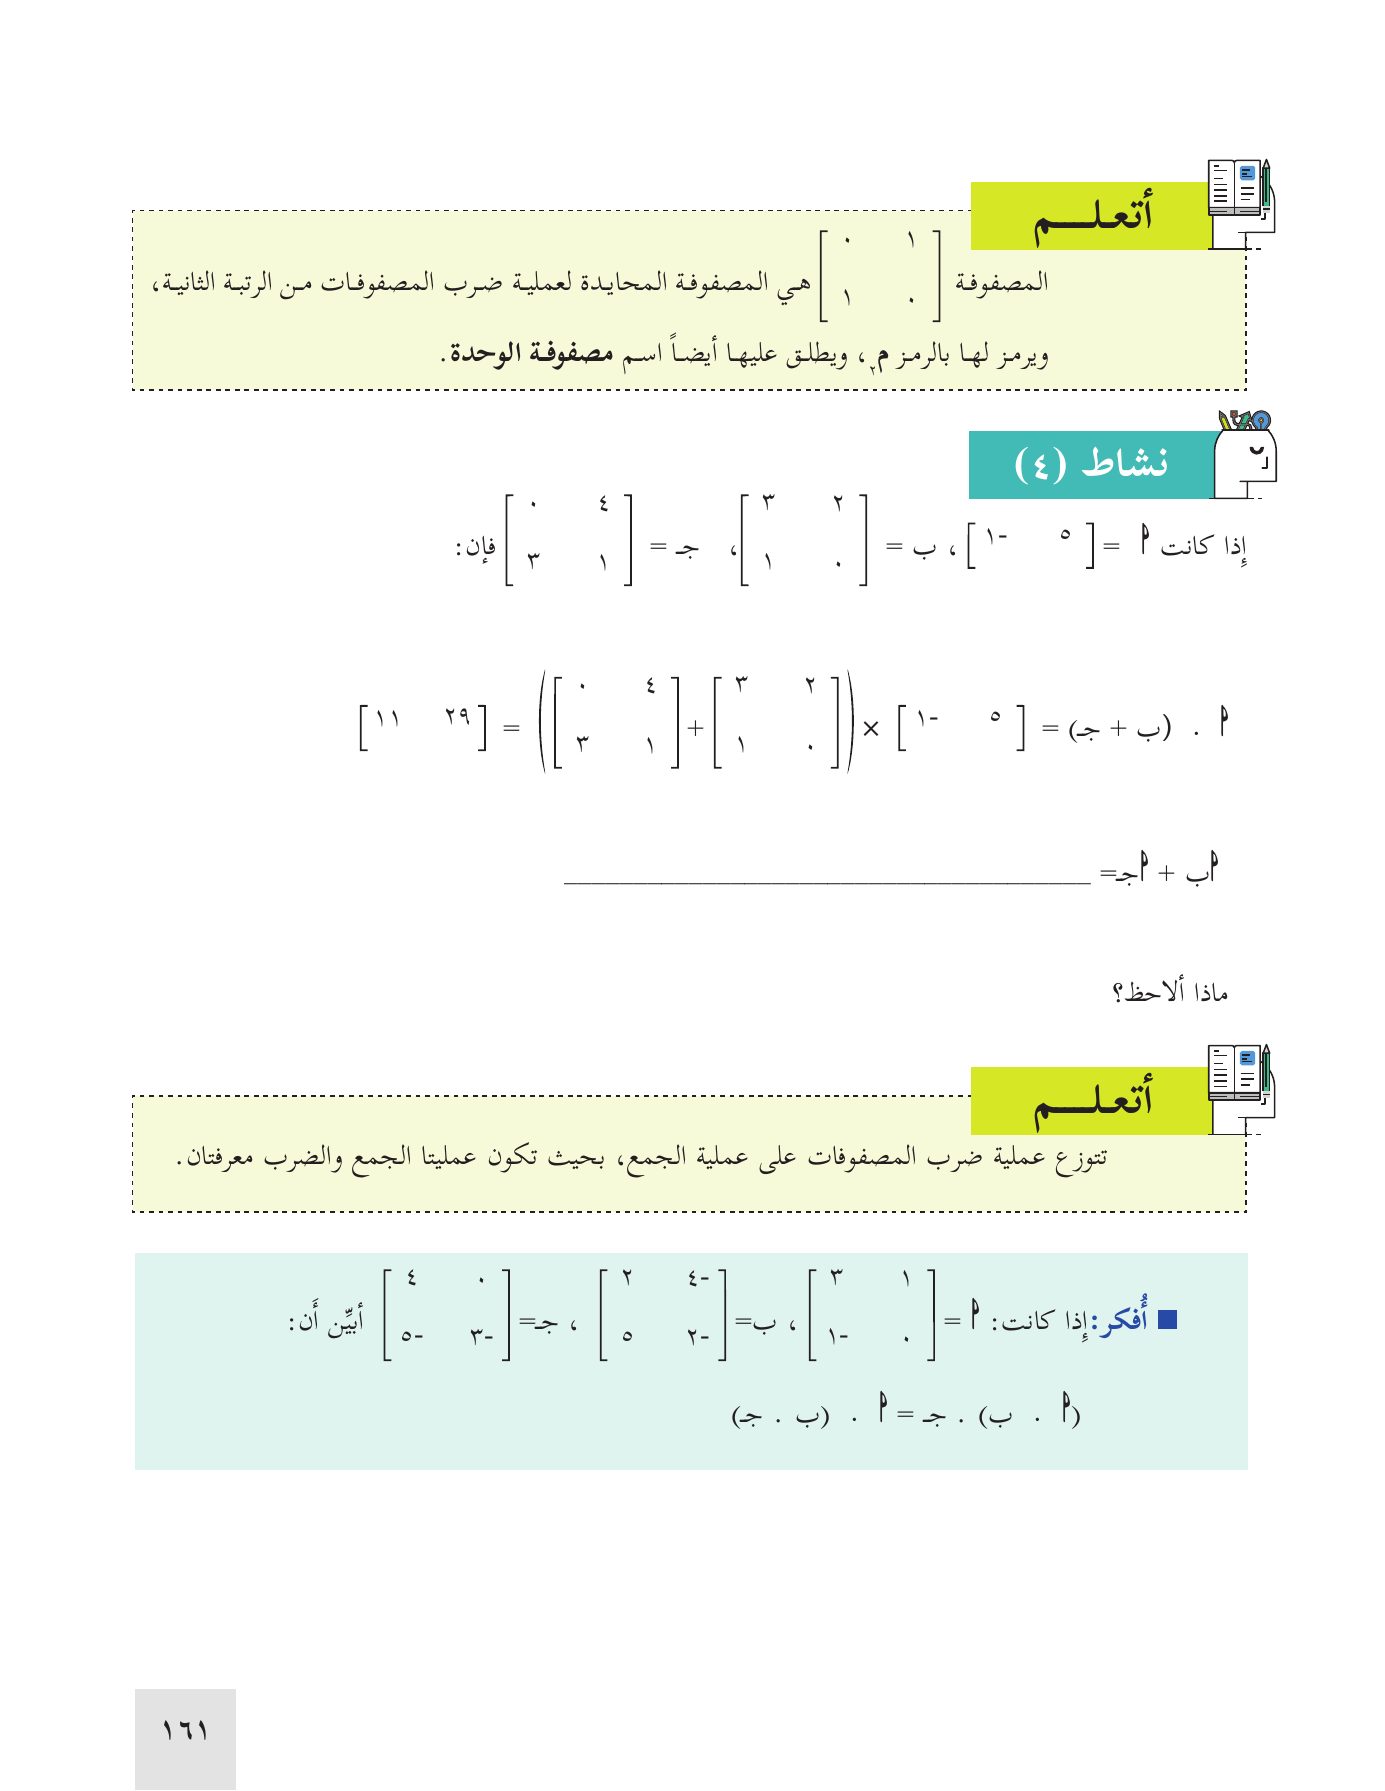 أتعلـــم
المصفوفة [١ ٠ / ٠ ١] هي المصفوفة المحايدة لعملية ضرب المصفوفات من الرتبة الثانية،
ويرمز لها بالرمز م٢، ويطلق عليها أيضاً اسم مصفوفة الوحدة.
نشاط (٤)
إذا كانت أ = [٥ -١] ، ب = [٢ ٣ / ٠ ١]، جـ = [٤ ٠ / ١ ٣] فإن:
أ . (ب + جـ) = [٥ -١] × ([٢ ٣ / ٠ ١] + [٤ ٠ / ١ ٣]) = [٢٩ ١١]
أب + أجـ= ______________________________________
ماذا ألاحظ؟
أتعلـــم
تتوزع عملية ضرب المصفوفات على عملية الجمع، بحيث تكون عمليتا الجمع والضرب معرفتان.
أُفكر: إذا كانت: أ = [١ ٣ / ٠ -١] ، ب= [-٤ ٢ / -٢ ٥] ، جـ= [٠ ٤ / -٣ -٥] أبيِّن أَن:
(أ . ب) . جـ = أ . (ب . جـ)
١٦١